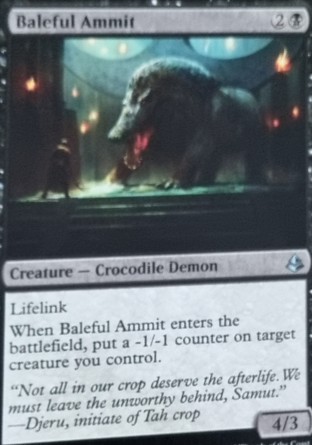 Baleful Ammit 2
Creature — Crocodile Demon
Lifelink
When Baleful Ammit enters the
battlefield, put a -1/-1 counter on target
creature you control.
“Not all in our crop deserve the afterlife. We
must leave the unworthy behind, Samut.”
—Djeru, initiate of Tah crop
4/3